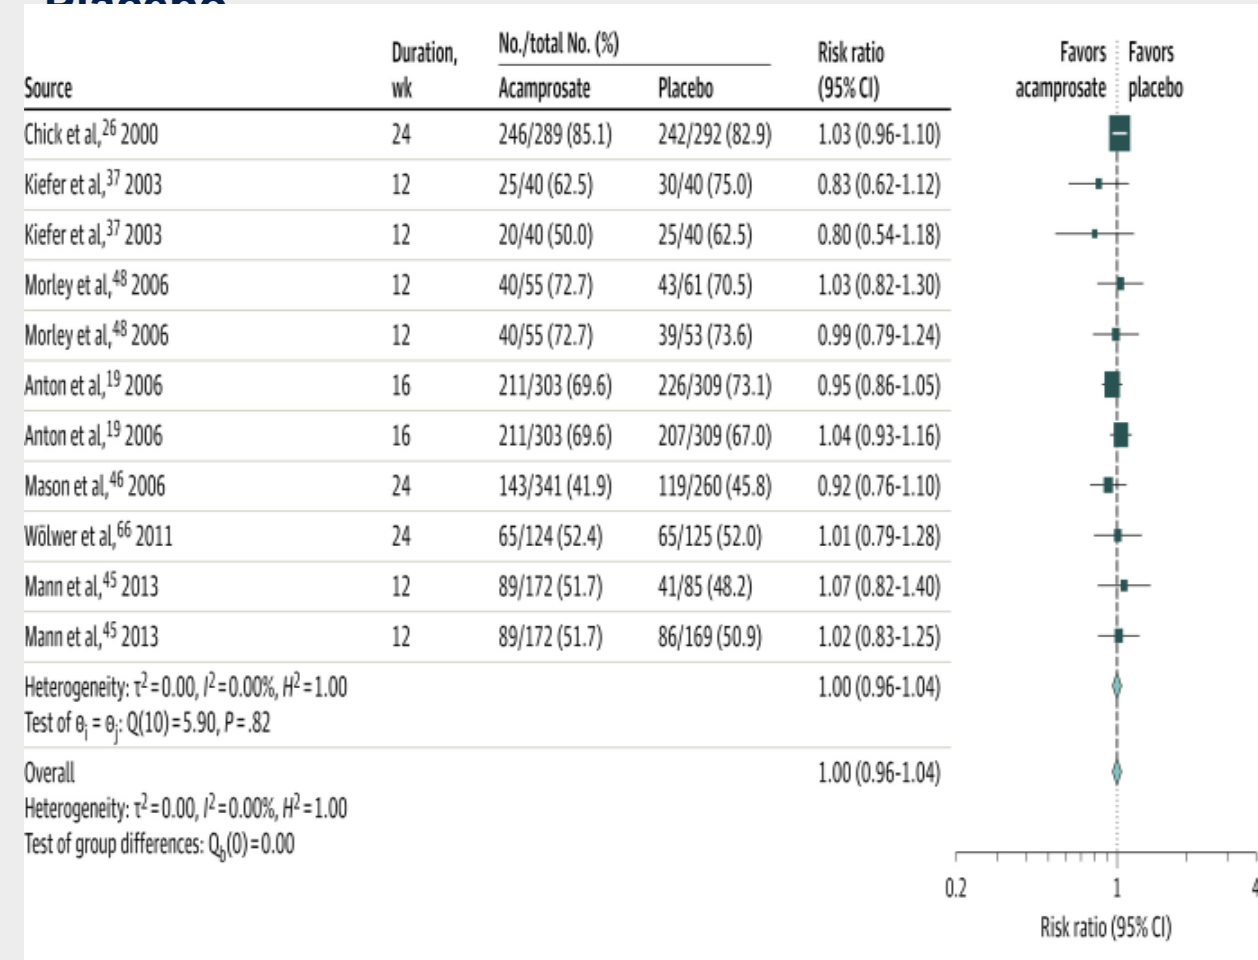 Placebo
No./total No. (%)
Duration, Risk ratio Favors Favors
Source wk Acamprosate Placebo (95% CI) acamprosate placebo
Chick et al,26 2000 24 246/289 (85.1) 242/292 (82.9) 1.03 (0.96-1.10)
Kiefer et al,37 2003 12 25/40 (62.5) 30/40 (75.0) 0.83 (0.62-1.12)
Kiefer et al,37 2003 12 20/40 (50.0) 25/40 (62.5) 0.80 (0.54-1.18)
Morley et al,48 2006 12 40/55 (72.7) 43/61 (70.5) 1.03 (0.82-1.30)
Morley et al,48 2006 12 40/55 (72.7) 39/53 (73.6) 0.99 (0.79-1.24)
Anton et al,19 2006 16 211/303 (69.6) 226/309 (73.1) 0.95 (0.86-1.05)
Anton et al,19 2006 16 211/303 (69.6) 207/309 (67.0) 1.04 (0.93-1.16)
Mason et al,46 2006 24 143/341 (41.9) 119/260 (45.8) 0.92 (0.76-1.10)
Wölwer et al,66 2011 24 65/124 (52.4) 65/125 (52.0) 1.01 (0.79-1.28)
Mann et al,45 2013 12 89/172 (51.7) 41/85 (48.2) 1.07 (0.82-1.40)
Mann et al,45 2013 12 89/172 (51.7) 86/169 (50.9) 1.02 (0.83-1.25)
Heterogeneity: τ2=0.00, I2=0.00%, H2=1.00 1.00 (0.96-1.04)
Test of θi = θj: Q(10)=5.90, P=.82
Overall 1.00 (0.96-1.04)
Heterogeneity: τ2=0.00, I2=0.00%, H2=1.00
Test of group differences: Qb(0)=0.00
0.2 1 4
Risk ratio (95% CI)